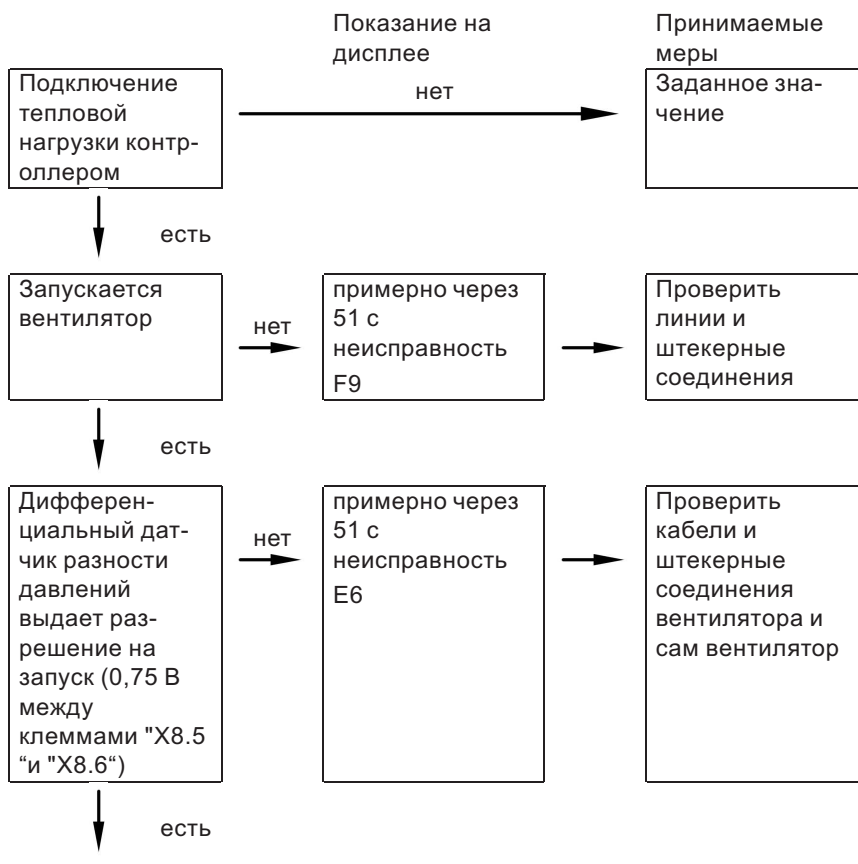 Показание на
дисплее
Принимаемые
меры
Подключение
тепловой
нагрузки контр-
оллером
нет
Заданное зна-
чение
есть
Запускается
вентилятор
нет
примерно через
51 с
неисправность
F9
Проверить
линии и
штекерные
соединения
есть
Дифферен-
циальный дат-
чик разности
давлений
выдает раз-
решение на
запуск (0,75 В
между
клеммами "X8.5
“и "X8.6“)
нет
примерно через
51 с
неисправность
E6
Проверить
кабели и
штекерные
соединения
вентилятора и
сам вентилятор
есть